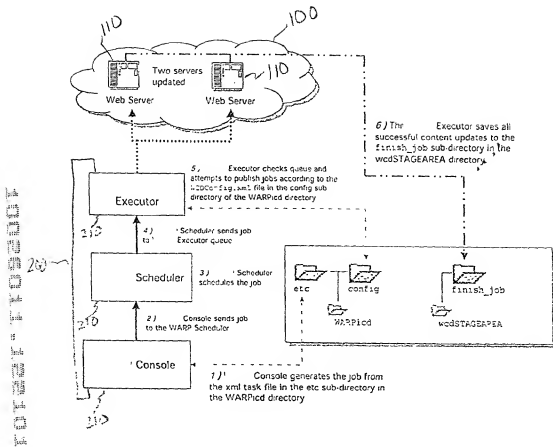 100
110
110
Two servers
updated
Web Server
Web Server
6) The Executor saves all
successful content updates to the
finish_job sub-directory in the
wcdSTAGEAREA directory
5) Executor checks queue and
attempts to publish jobs according to the
file in the config sub
directory of the WARPicd directory
Executor
4) Scheduler sends job
to Executor queue
Scheduler
3) Scheduler
schedules the job
2) Console sends job
to the WARP Scheduler
Console
1) Console generates the job from
the xml task file in the etc sub-directory in
the WARPicd directory
etc
config
WARPicd
finish_job
wcdSTAGEAREA